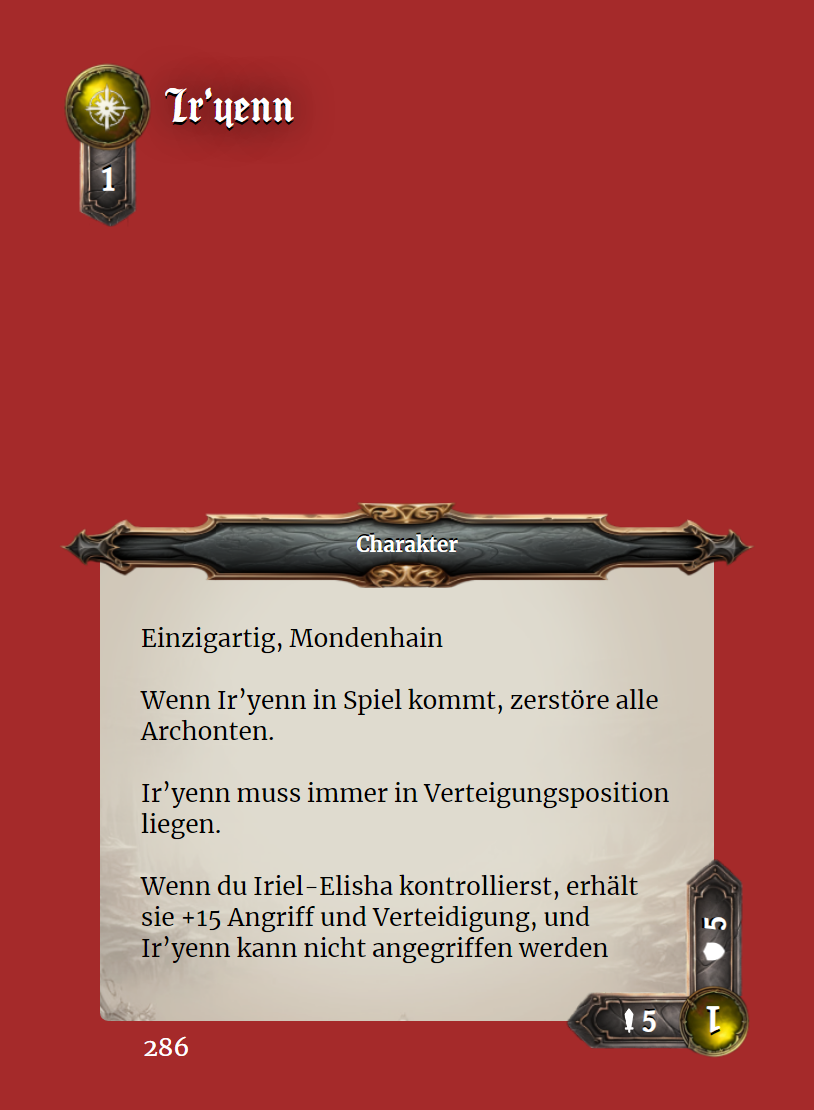 Ir’yenn
1
Charakter
Einzigartig, Mondenhain
Wenn Ir’yenn in Spiel kommt, zerstöre alle
Archonten.
Ir’yenn muss immer in Verteigungsposition
liegen.
Wenn du Iriel-Elisha kontrollierst, erhält
sie +15 Angriff und Verteidigung, und
Ir’yenn kann nicht angegriffen werden
5
5
1
286